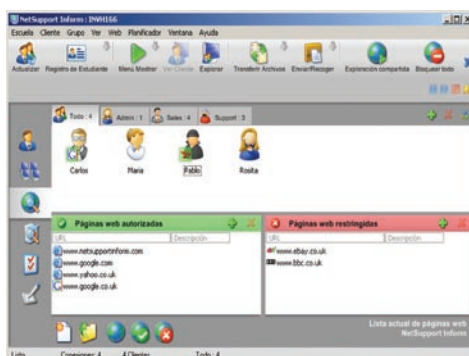 NetSupport Inform : INVH166
Escuela Cliente Grupo Ver Web Planificador Ventana Ayuda
Actualizar Registro de Estudiante Menú Mostrar Ver Cliente Explorar Transferir Archivos Enviar/Recoger Exploración compartida Bloquear todo
Todo : 4 Admin : 1 Sales : 4 Support : 3
Carlos Maria Pablo Rosita
Páginas web autorizadas
URL Descripción
www.netsupportinform.com
www.google.com
www.yahoo.co.uk
www.google.co.uk
Páginas web restringidas
URL Descripción
www.ebay.co.uk
www.bbc.co.uk
Lista actual de páginas web
NetSupport Inform
Listo Conexiones: 4 4 Clientes Todo : 4